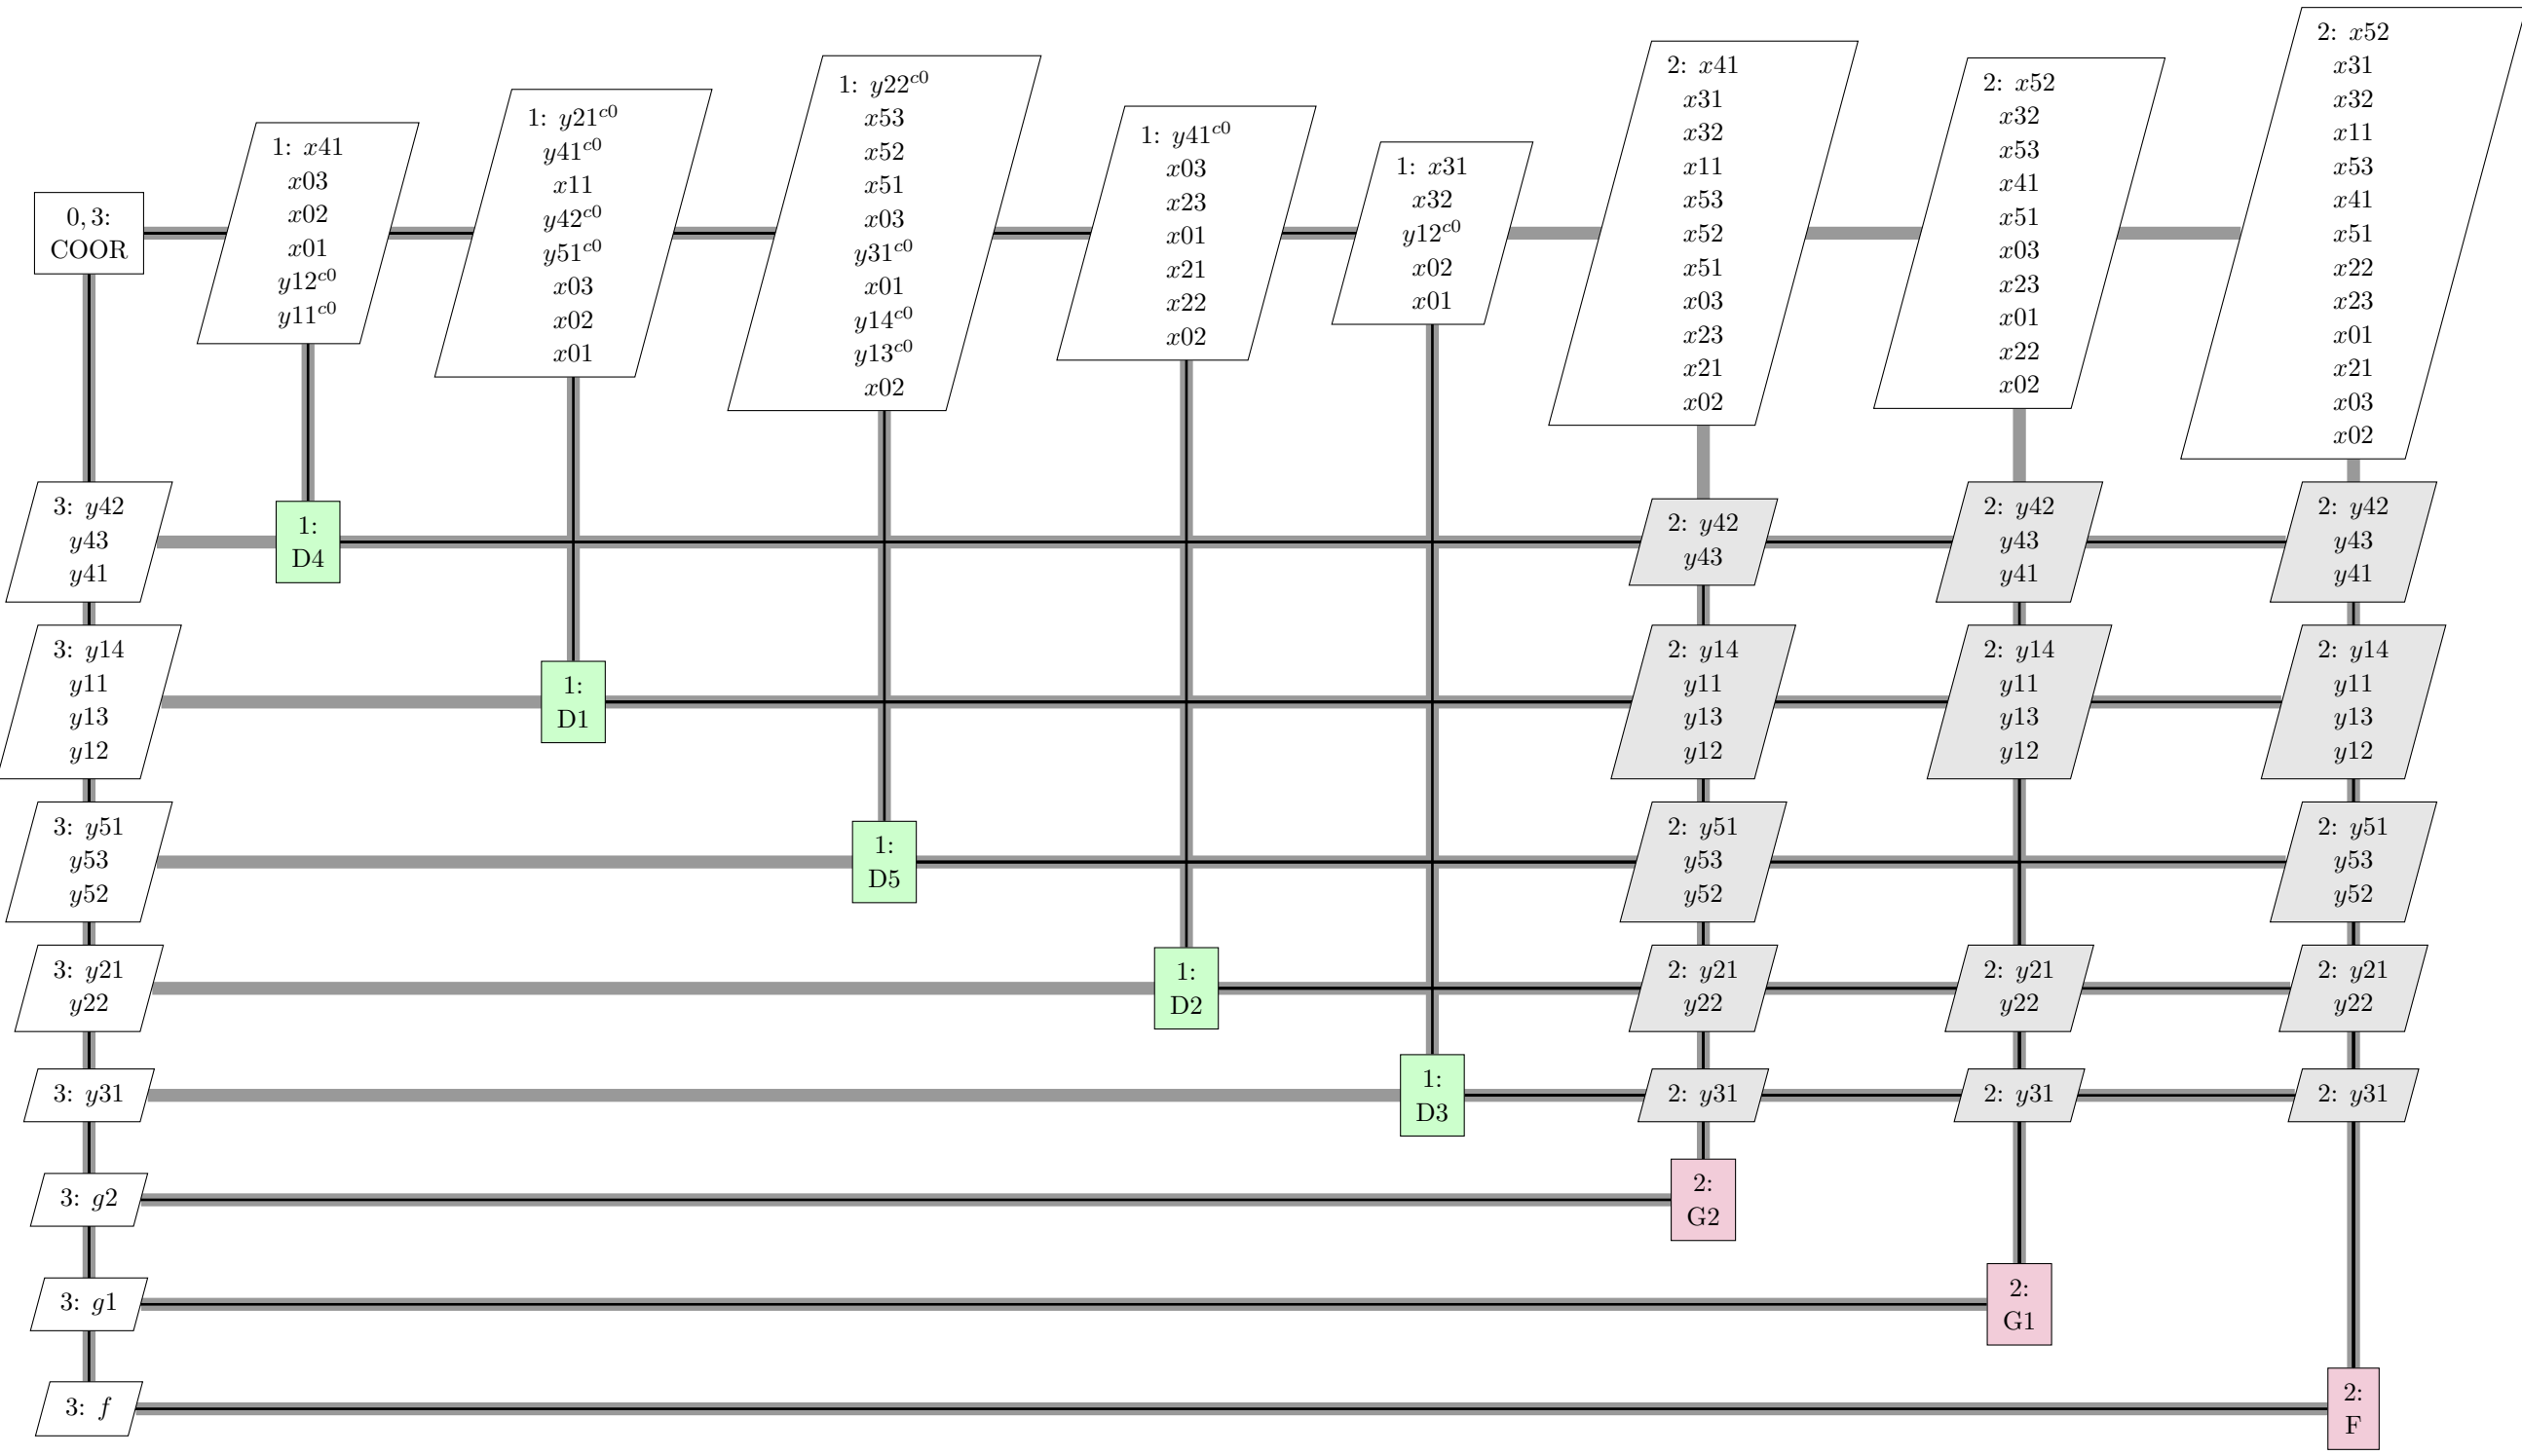 0, 3:
COOR
1: x41
x03
x02
x01
y12^{c0}
y11^{c0}
1: y21^{c0}
y41^{c0}
x11
y42^{c0}
y51^{c0}
x03
x02
x01
1: y22^{c0}
x53
x52
x51
x03
y31^{c0}
x01
y14^{c0}
y13^{c0}
x02
1: y41^{c0}
x03
x23
x01
x21
x22
x02
1: x31
x32
y12^{c0}
x02
x01
2: x41
x31
x32
x11
x53
x52
x51
x03
x23
x21
x02
2: x52
x32
x53
x41
x51
x03
x23
x01
x22
x02
2: x52
x31
x32
x11
x53
x41
x51
x22
x23
x01
x21
x03
x02
3: y42
y43
y41
1:
D4
2: y42
y43
2: y42
y43
y41
2: y42
y43
y41
3: y14
y11
y13
y12
1:
D1
2: y14
y11
y13
y12
2: y14
y11
y13
y12
2: y14
y11
y13
y12
3: y51
y53
y52
1:
D5
2: y51
y53
y52
2: y51
y53
y52
3: y21
y22
1:
D2
2: y21
y22
2: y21
y22
2: y21
y22
3: y31
1:
D3
2: y31
2: y31
2: y31
3: g2
2:
G2
3: g1
2:
G1
3: f
2:
F